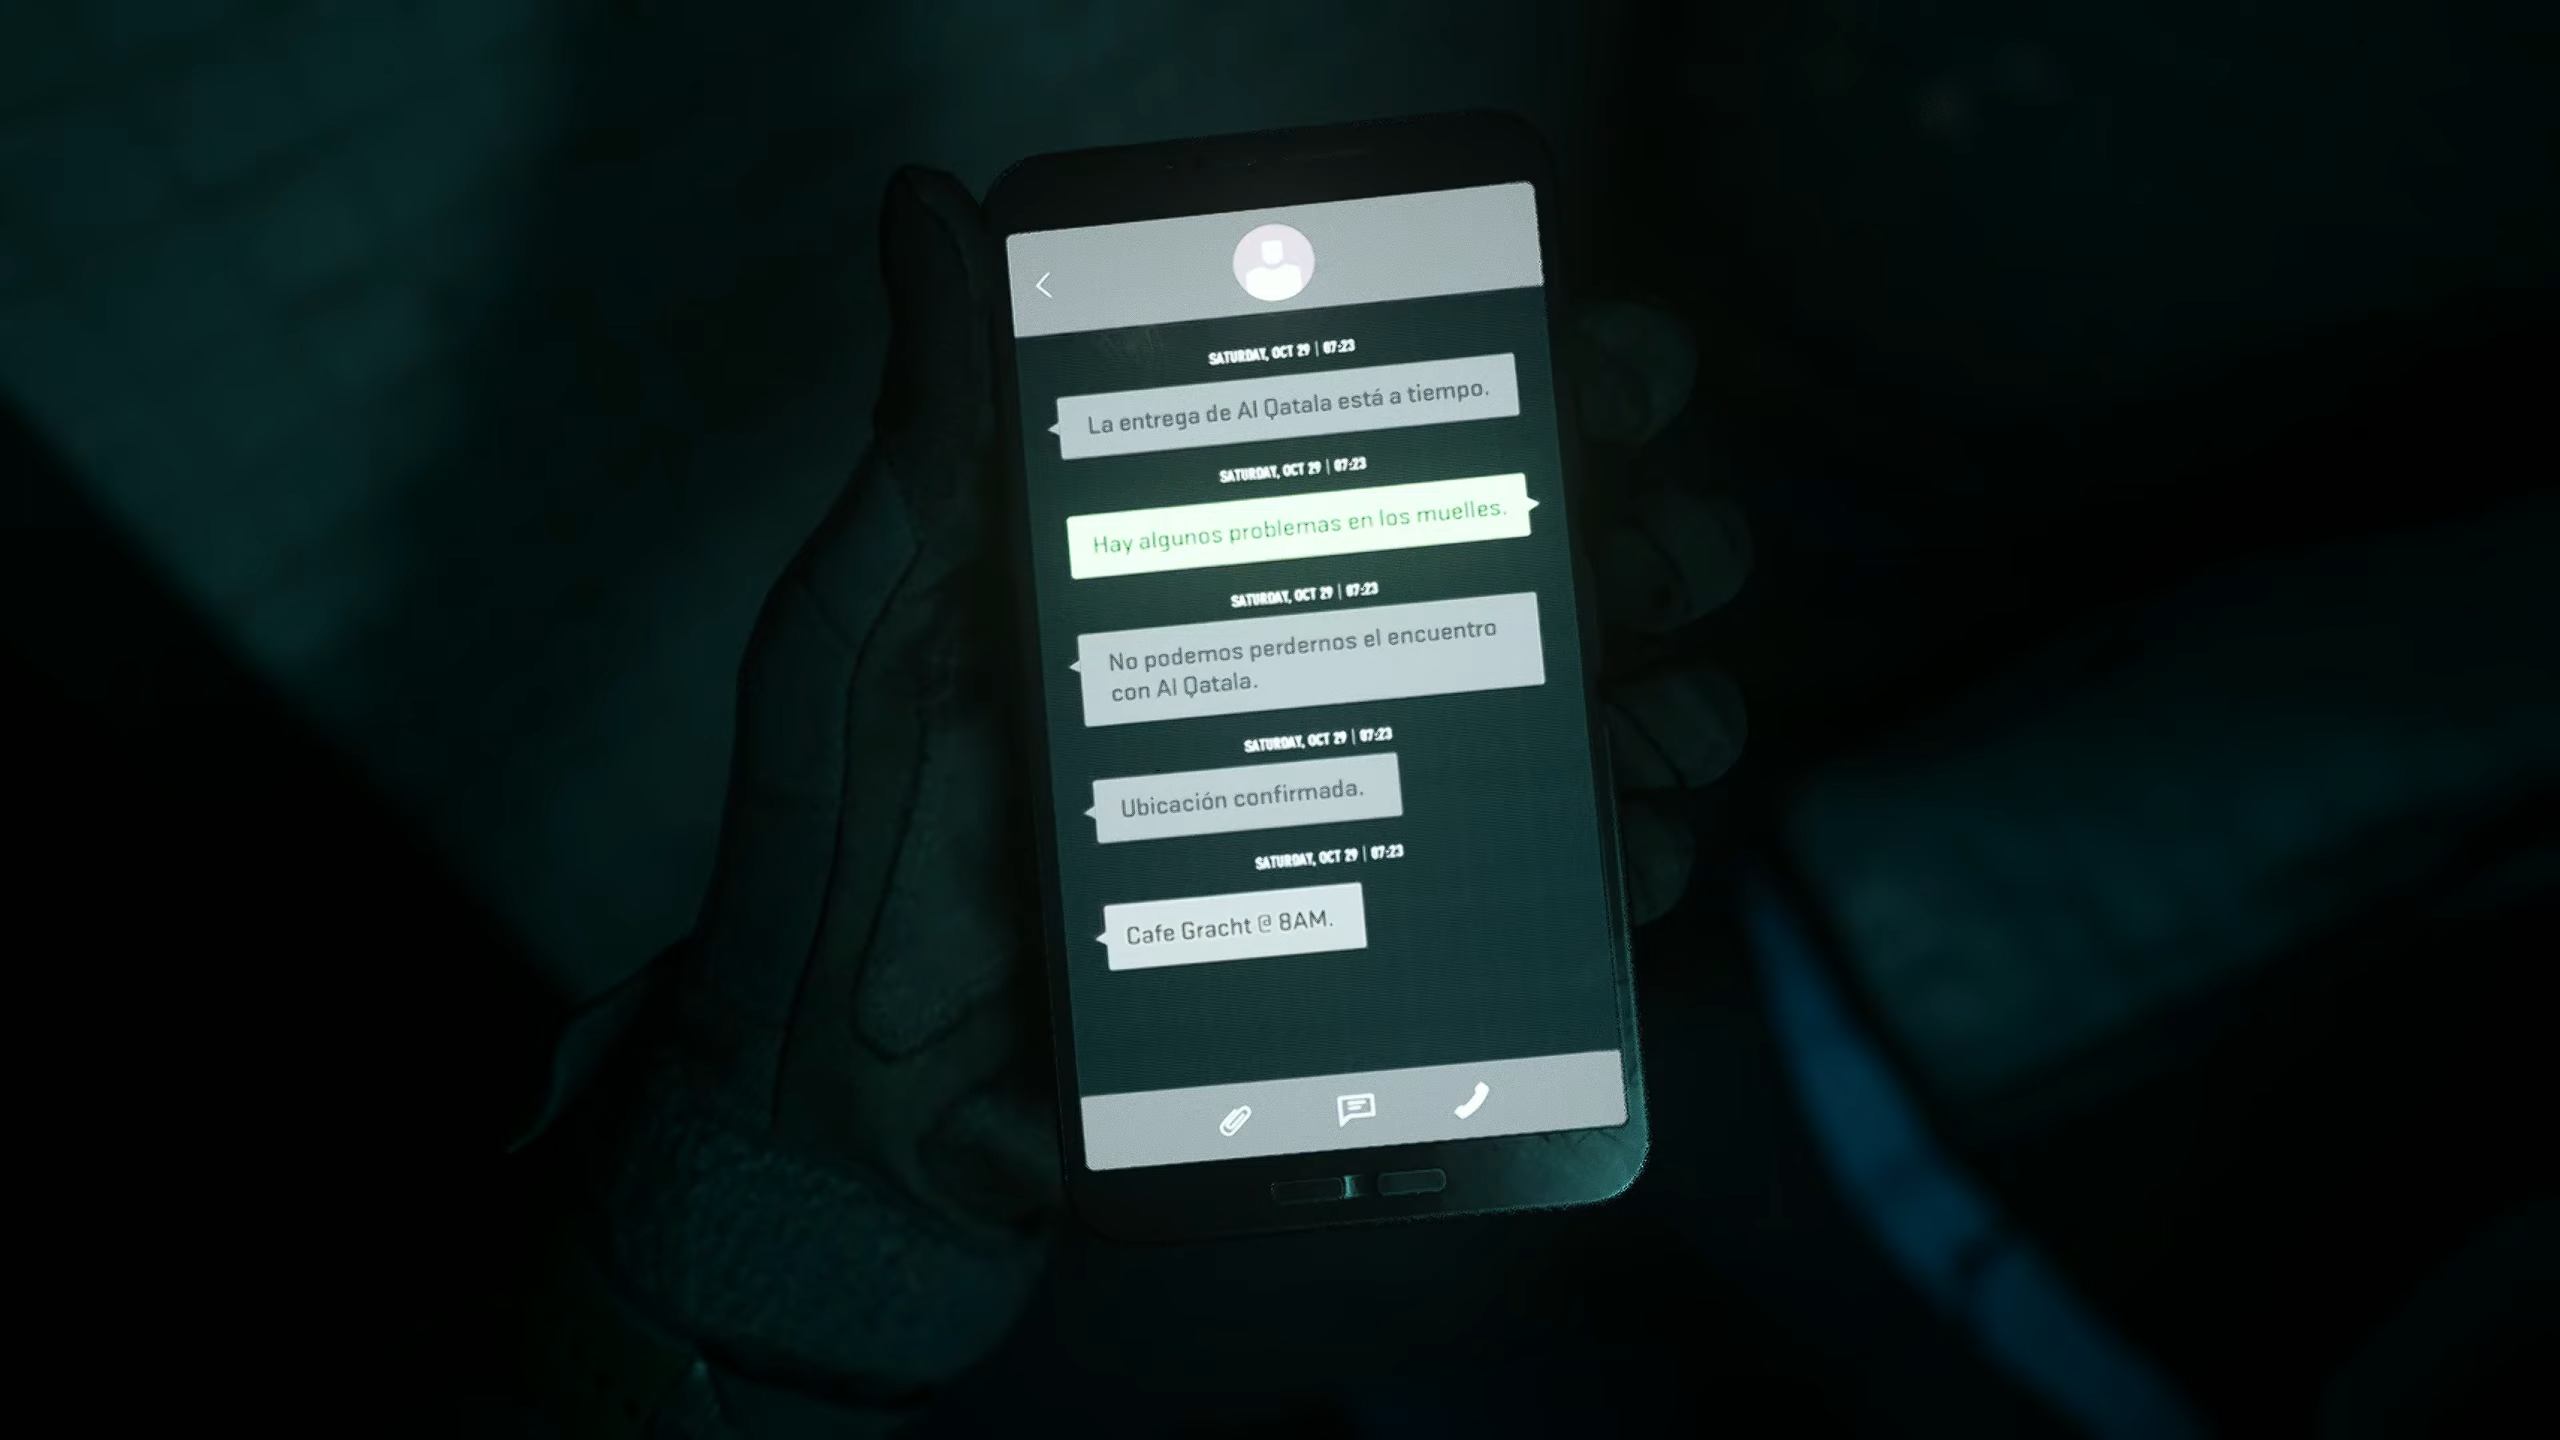 SATURDAY, OCT 29 | 07:23
La entrega de Al Qatala está a tiempo.
SATURDAY, OCT 29 | 07:23
Hay algunos problemas en los muelles.
SATURDAY, OCT 29 | 07:23
No podemos perdernos el encuentro
con Al Qatala.
SATURDAY, OCT 29 | 07:23
Ubicación confirmada.
SATURDAY, OCT 29 | 07:23
Cafe Gracht @ 8AM.